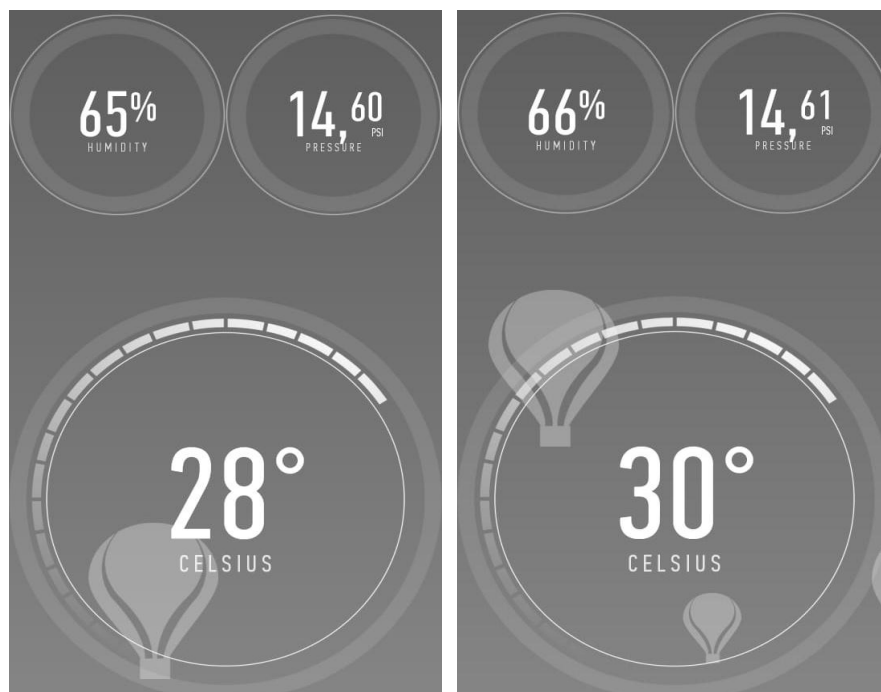 65%
HUMIDITY
14,60
PSI
PRESSURE
28°
CELSIUS
66%
HUMIDITY
14,61
PSI
PRESSURE
30°
CELSIUS